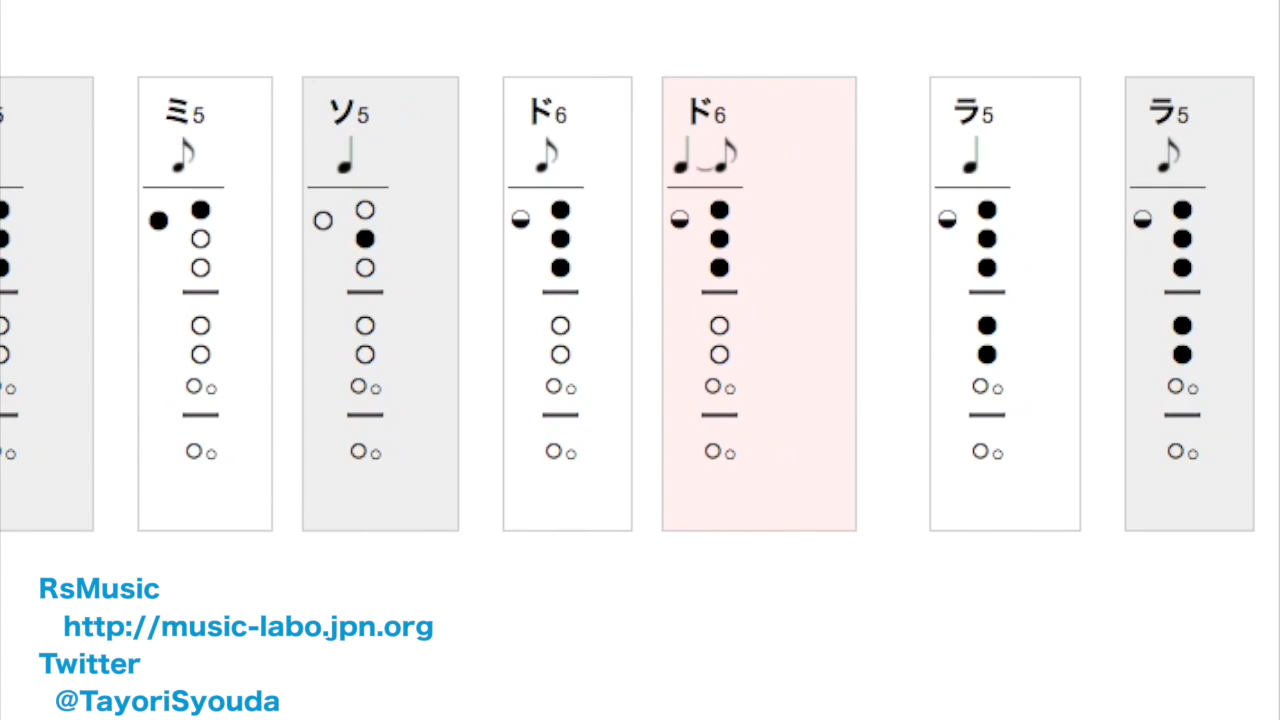 5 ミ5 ソ5 ド6 ド6 ラ5 ラ5
RsMusic
http://music-labo.jpn.org
Twitter
@TayoriSyouda